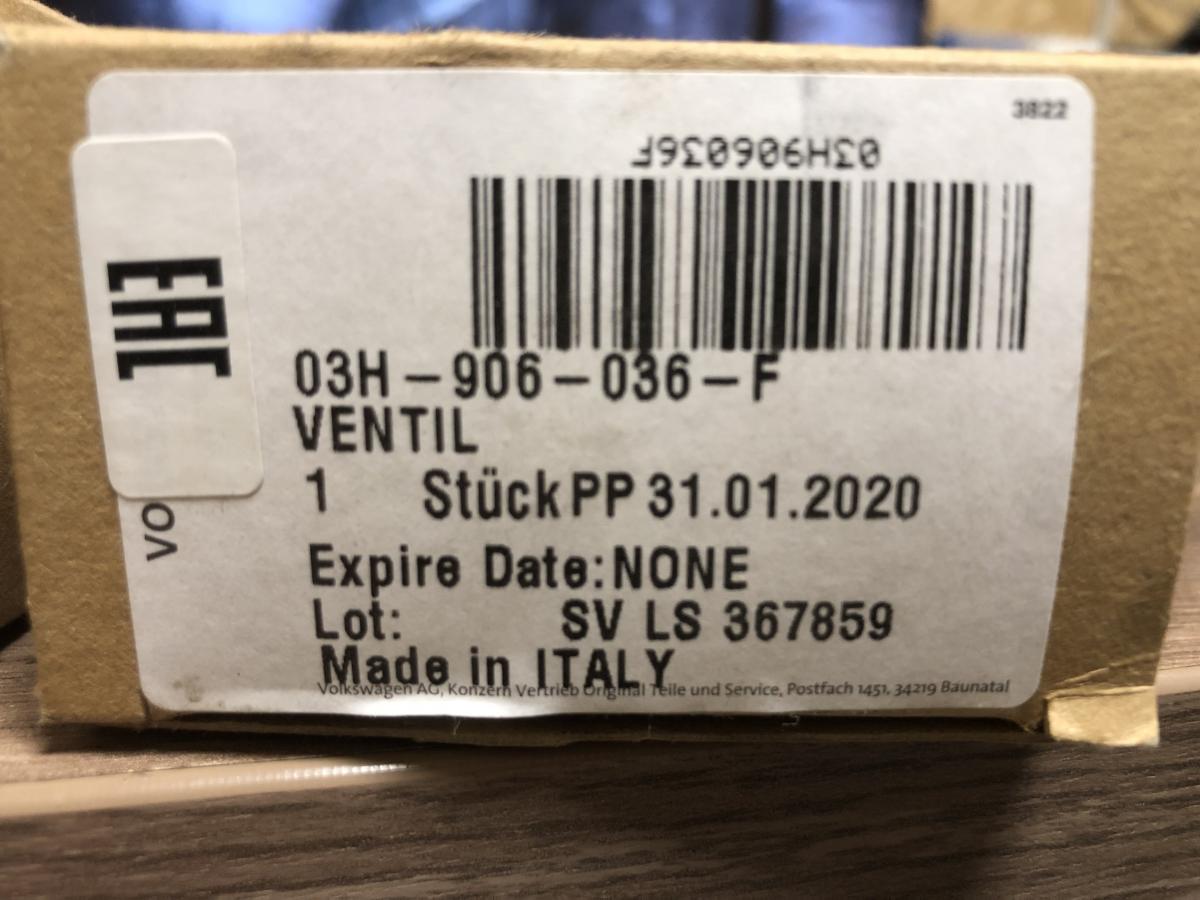 3822
03H906036F
EAC
03H-906-036-F
VENTIL
1 Stück PP 31.01.2020
VO
Expire Date:NONE
Lot: SV LS 367859
Made in ITALY
Volkswagen AG, Konzern Vertrieb Original Teile und Service, Postfach 1451, 34219 Baunatal